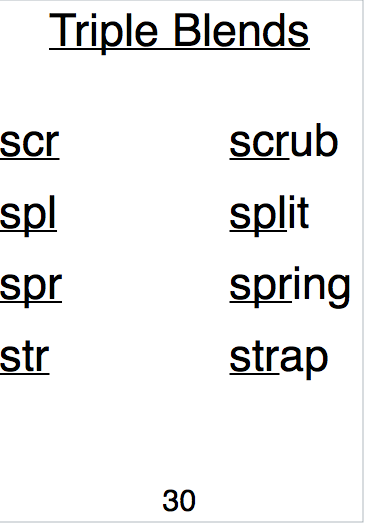 Triple Blends
scr scrub
spl split
spr spring
str strap
30